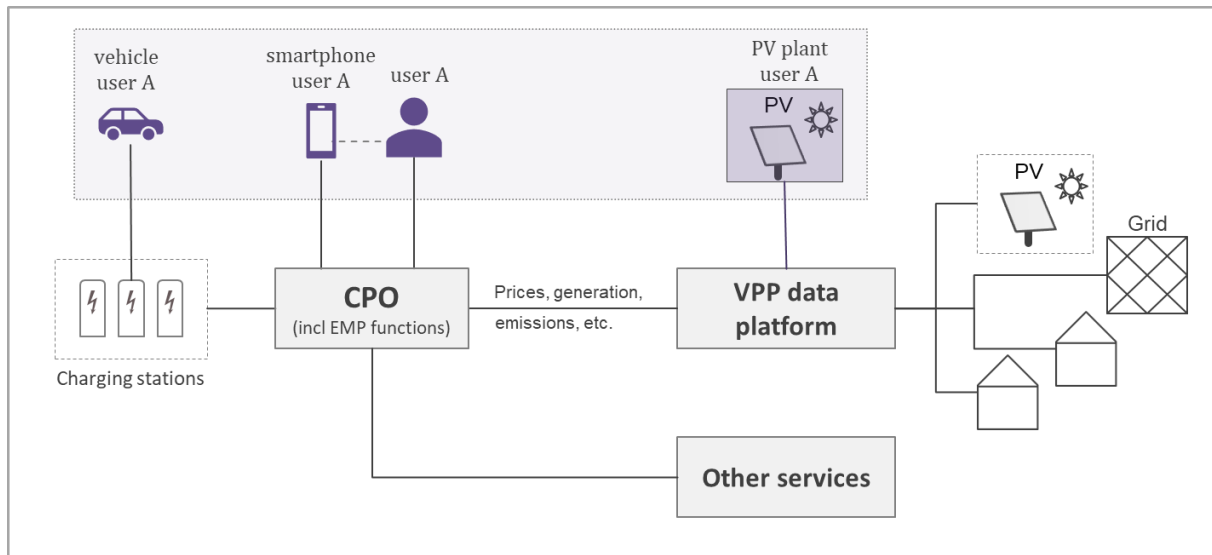 vehicle
user A
smartphone
user A
user A
PV plant
user A
PV
PV
Grid
CPO
(incl EMP functions)
Prices, generation,
emissions, etc.
VPP data
platform
Charging stations
Other services